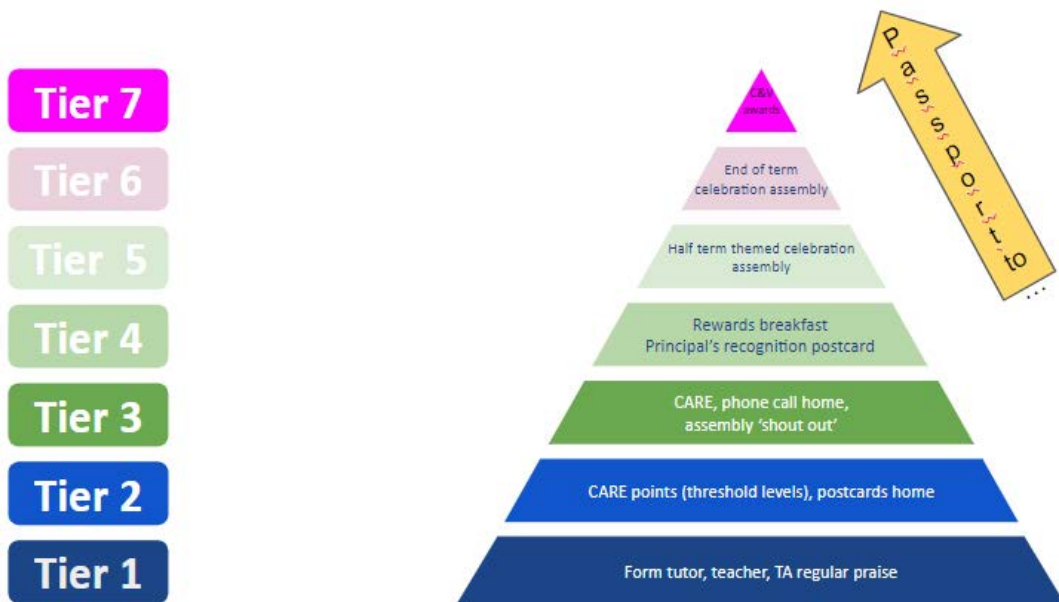 Tier 7
C&V
awards
Tier 6
End of term
celebration assembly
Tier 5
Half term themed celebration
assembly
Tier 4
Rewards breakfast
Principal's recognition postcard
Tier 3
CARE, phone call home,
assembly ‘shout out’
Tier 2
CARE points (threshold levels), postcards home
Tier 1
Form tutor, teacher, TA regular praise
Passport to
...